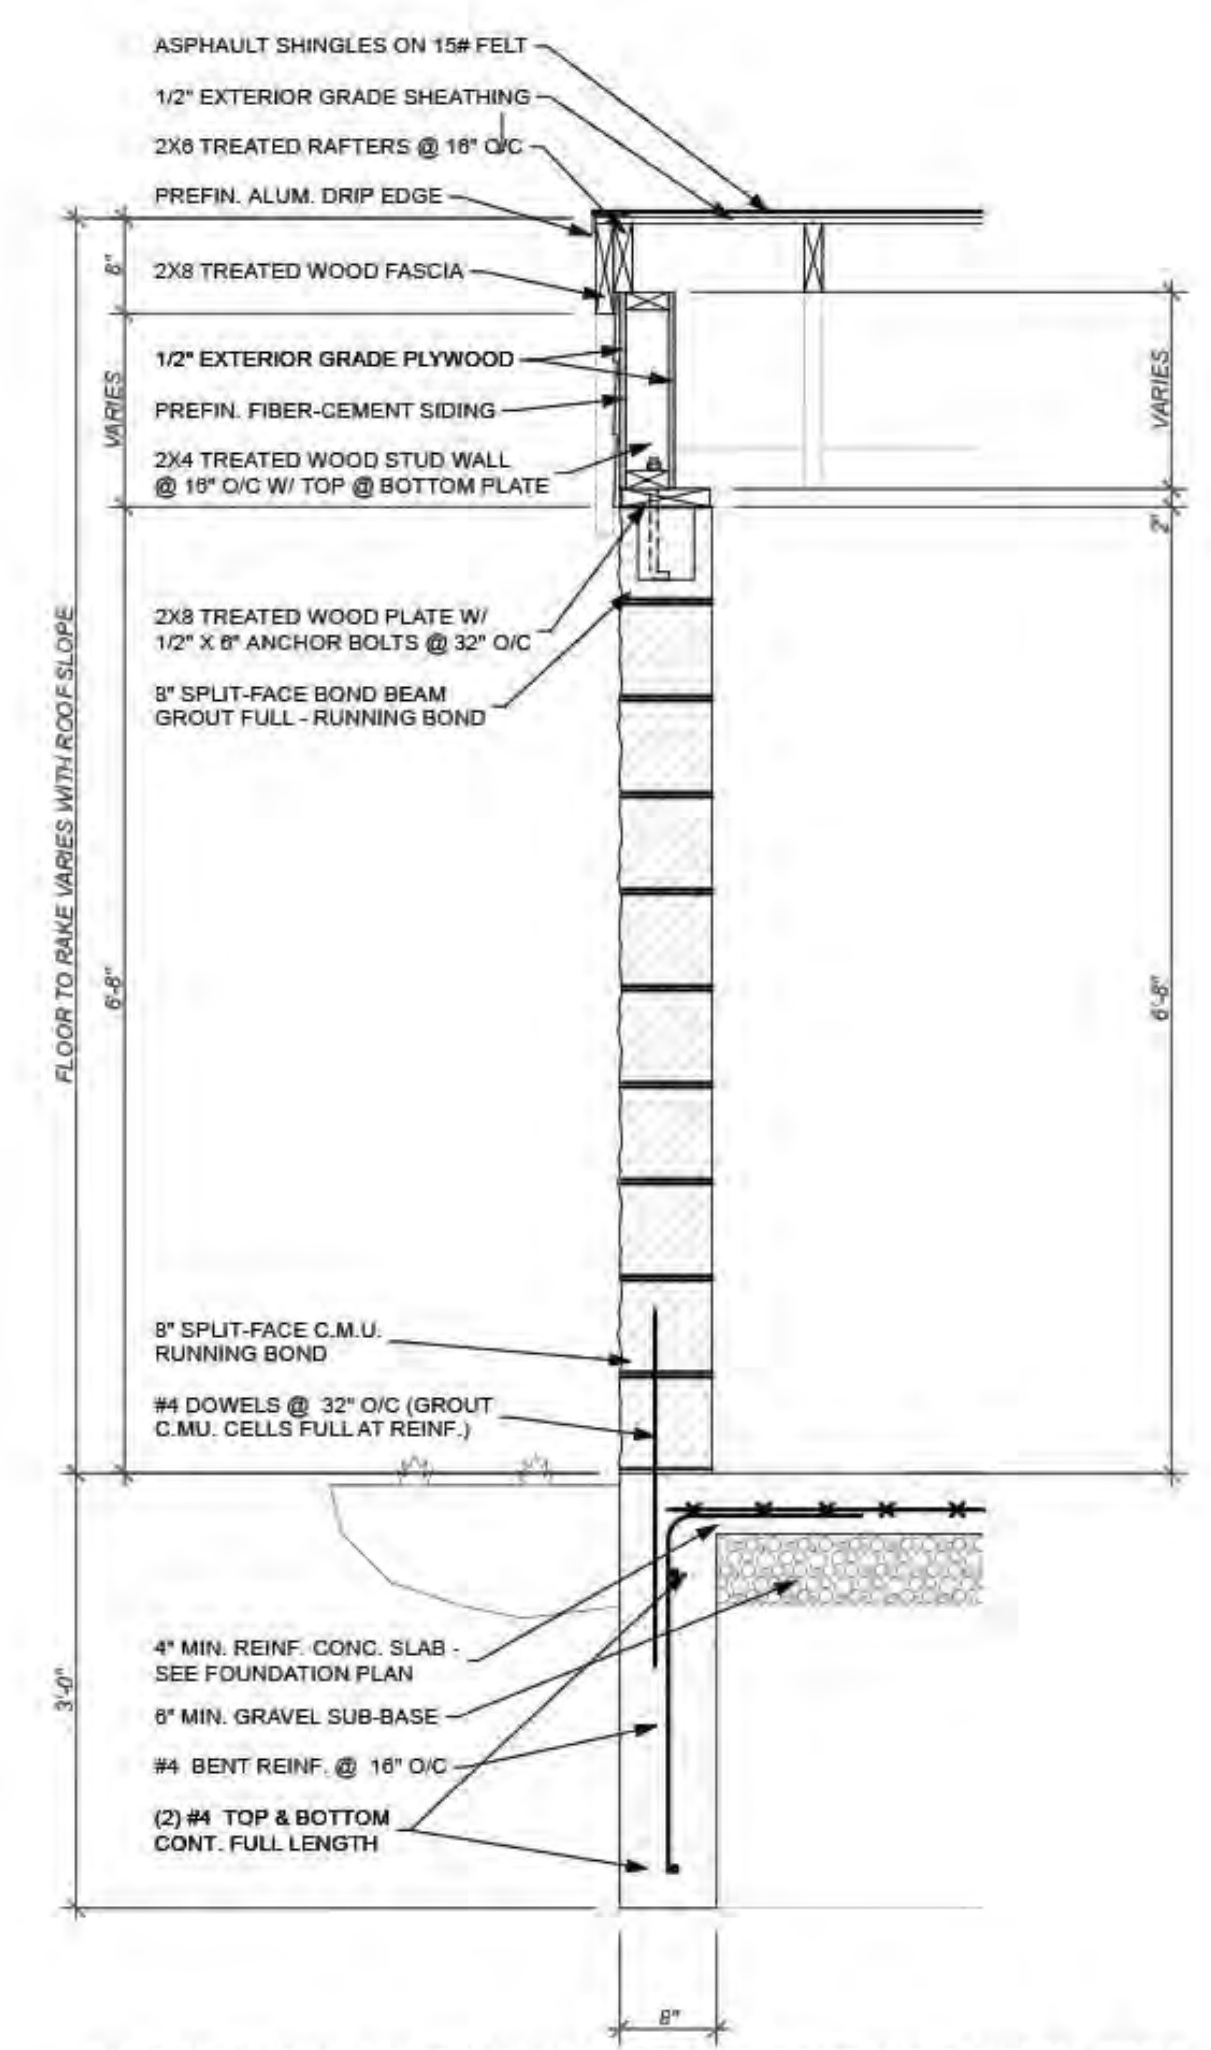 ASPHAULT SHINGLES ON 15# FELT
1/2" EXTERIOR GRADE SHEATHING
2X6 TREATED RAFTERS @ 16" O/C
PREFIN. ALUM. DRIP EDGE
8"
2X8 TREATED WOOD FASCIA
1/2" EXTERIOR GRADE PLYWOOD
VARIES
VARIES
PREFIN. FIBER-CEMENT SIDING
2X4 TREATED WOOD STUD WALL
@ 16" O/C W/ TOP @ BOTTOM PLATE
2"
2X8 TREATED WOOD PLATE W/
1/2" X 6" ANCHOR BOLTS @ 32" O/C
8" SPLIT-FACE BOND BEAM
GROUT FULL - RUNNING BOND
FLOOR TO RAKE VARIES WITH ROOF SLOPE
6'-8"
6'-8"
8" SPLIT-FACE C.M.U.
RUNNING BOND
#4 DOWELS @ 32" O/C (GROUT
C.MU. CELLS FULL AT REINF.)
4" MIN. REINF. CONC. SLAB -
SEE FOUNDATION PLAN
3'-0"
6" MIN. GRAVEL SUB-BASE
#4 BENT REINF. @ 16" O/C
(2) #4 TOP & BOTTOM
CONT. FULL LENGTH
8"